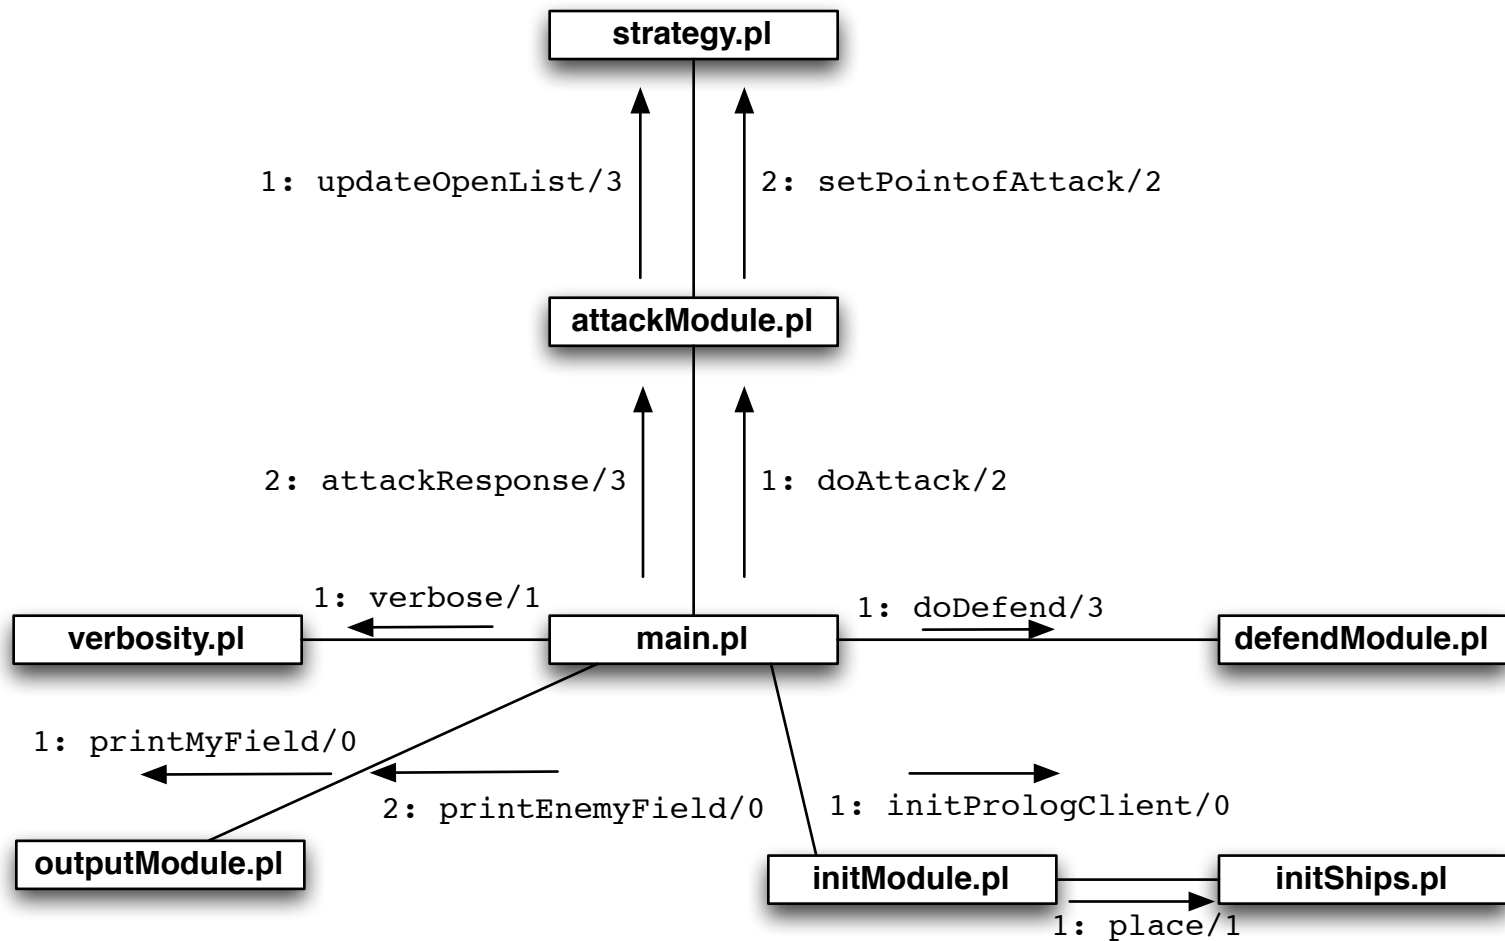 strategy.pl
1: updateOpenList/3
2: setPointofAttack/2
attackModule.pl
2: attackResponse/3
1: doAttack/2
1: verbose/1
1: doDefend/3
verbosity.pl
main.pl
defendModule.pl
1: printMyField/0
2: printEnemyField/0
1: initPrologClient/0
outputModule.pl
initModule.pl
initShips.pl
1: place/1